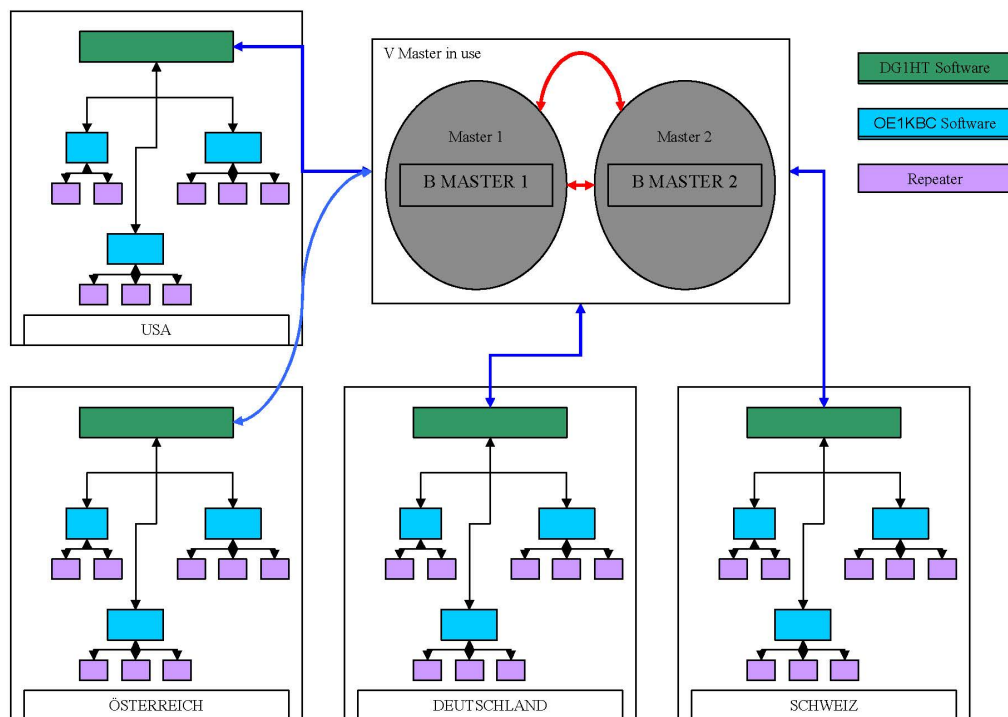 V Master in use
Master 1
Master 2
B MASTER 1
B MASTER 2
DG1HT Software
OE1KBC Software
Repeater
USA
ÖSTERREICH
DEUTSCHLAND
SCHWEIZ